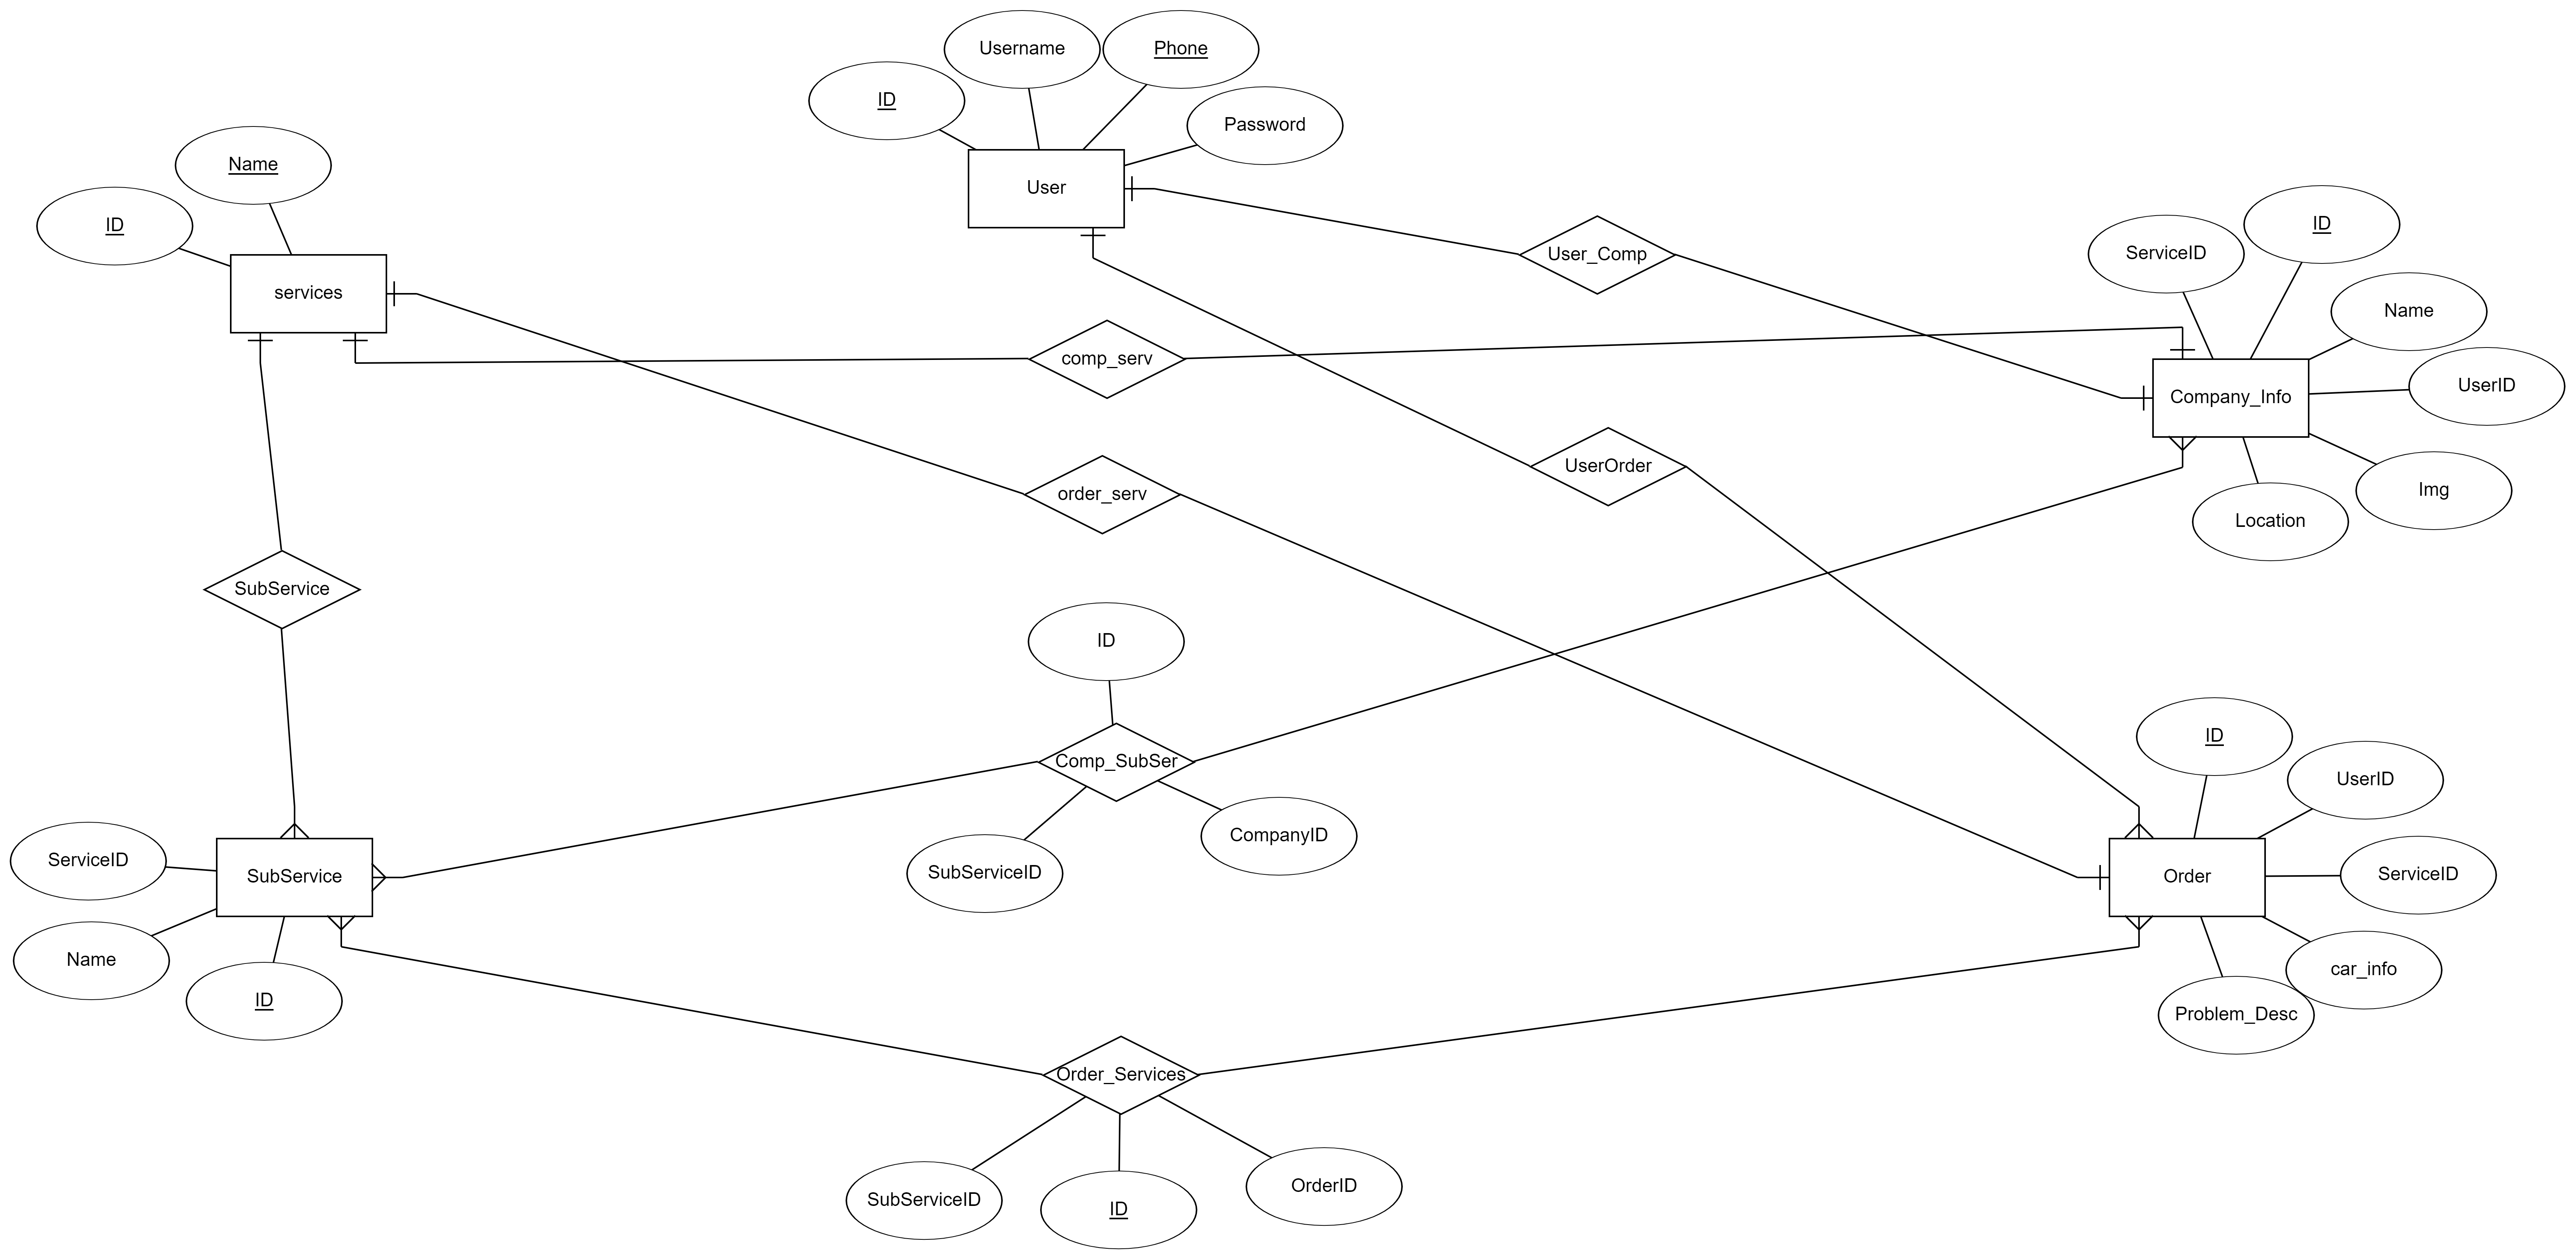 Username
Phone
ID
Password
User
Name
ID
services
User_Comp
ServiceID
ID
Name
UserID
Company_Info
Img
Location
comp_serv
UserOrder
order_serv
SubService
ID
Comp_SubSer
SubServiceID
CompanyID
ID
UserID
ServiceID
Order
car_info
Problem_Desc
ServiceID
SubService
Name
ID
Order_Services
SubServiceID
ID
OrderID